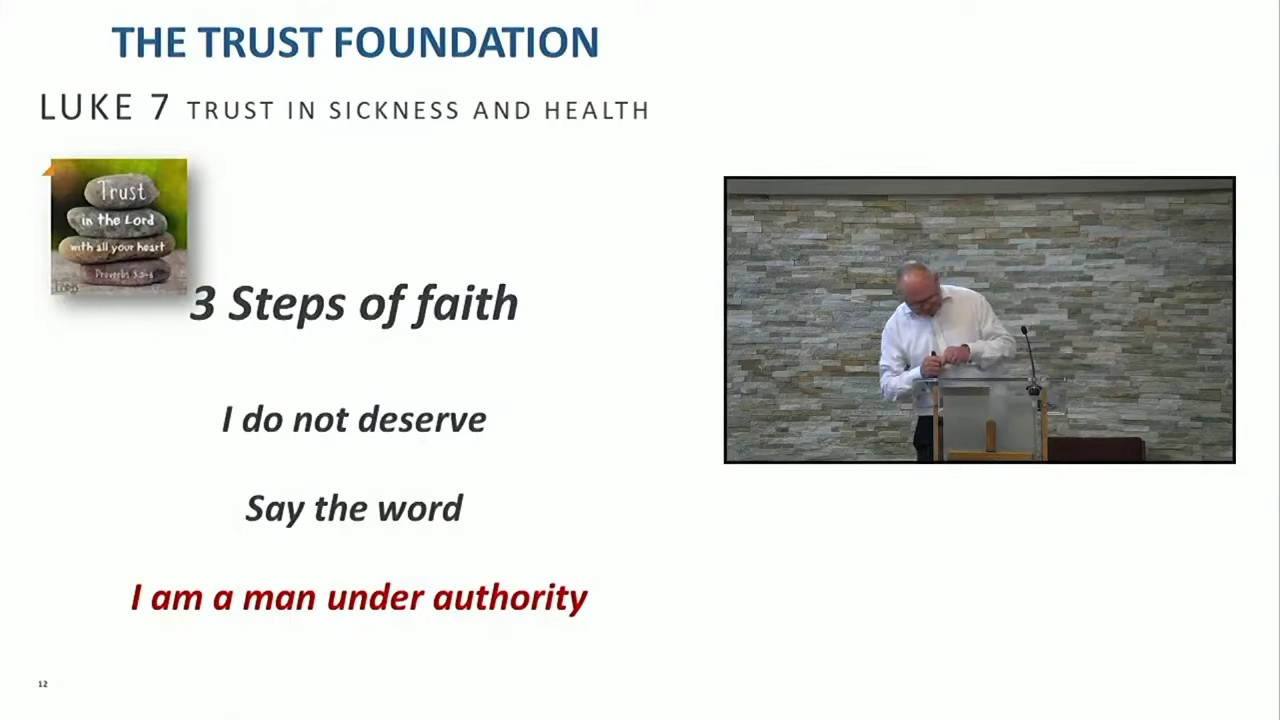 THE TRUST FOUNDATION
LUKE 7 TRUST IN SICKNESS AND HEALTH
Trust
in the Lord
with all your heart
Proverbs
3 Steps of faith
I do not deserve
Say the word
I am a man under authority
12